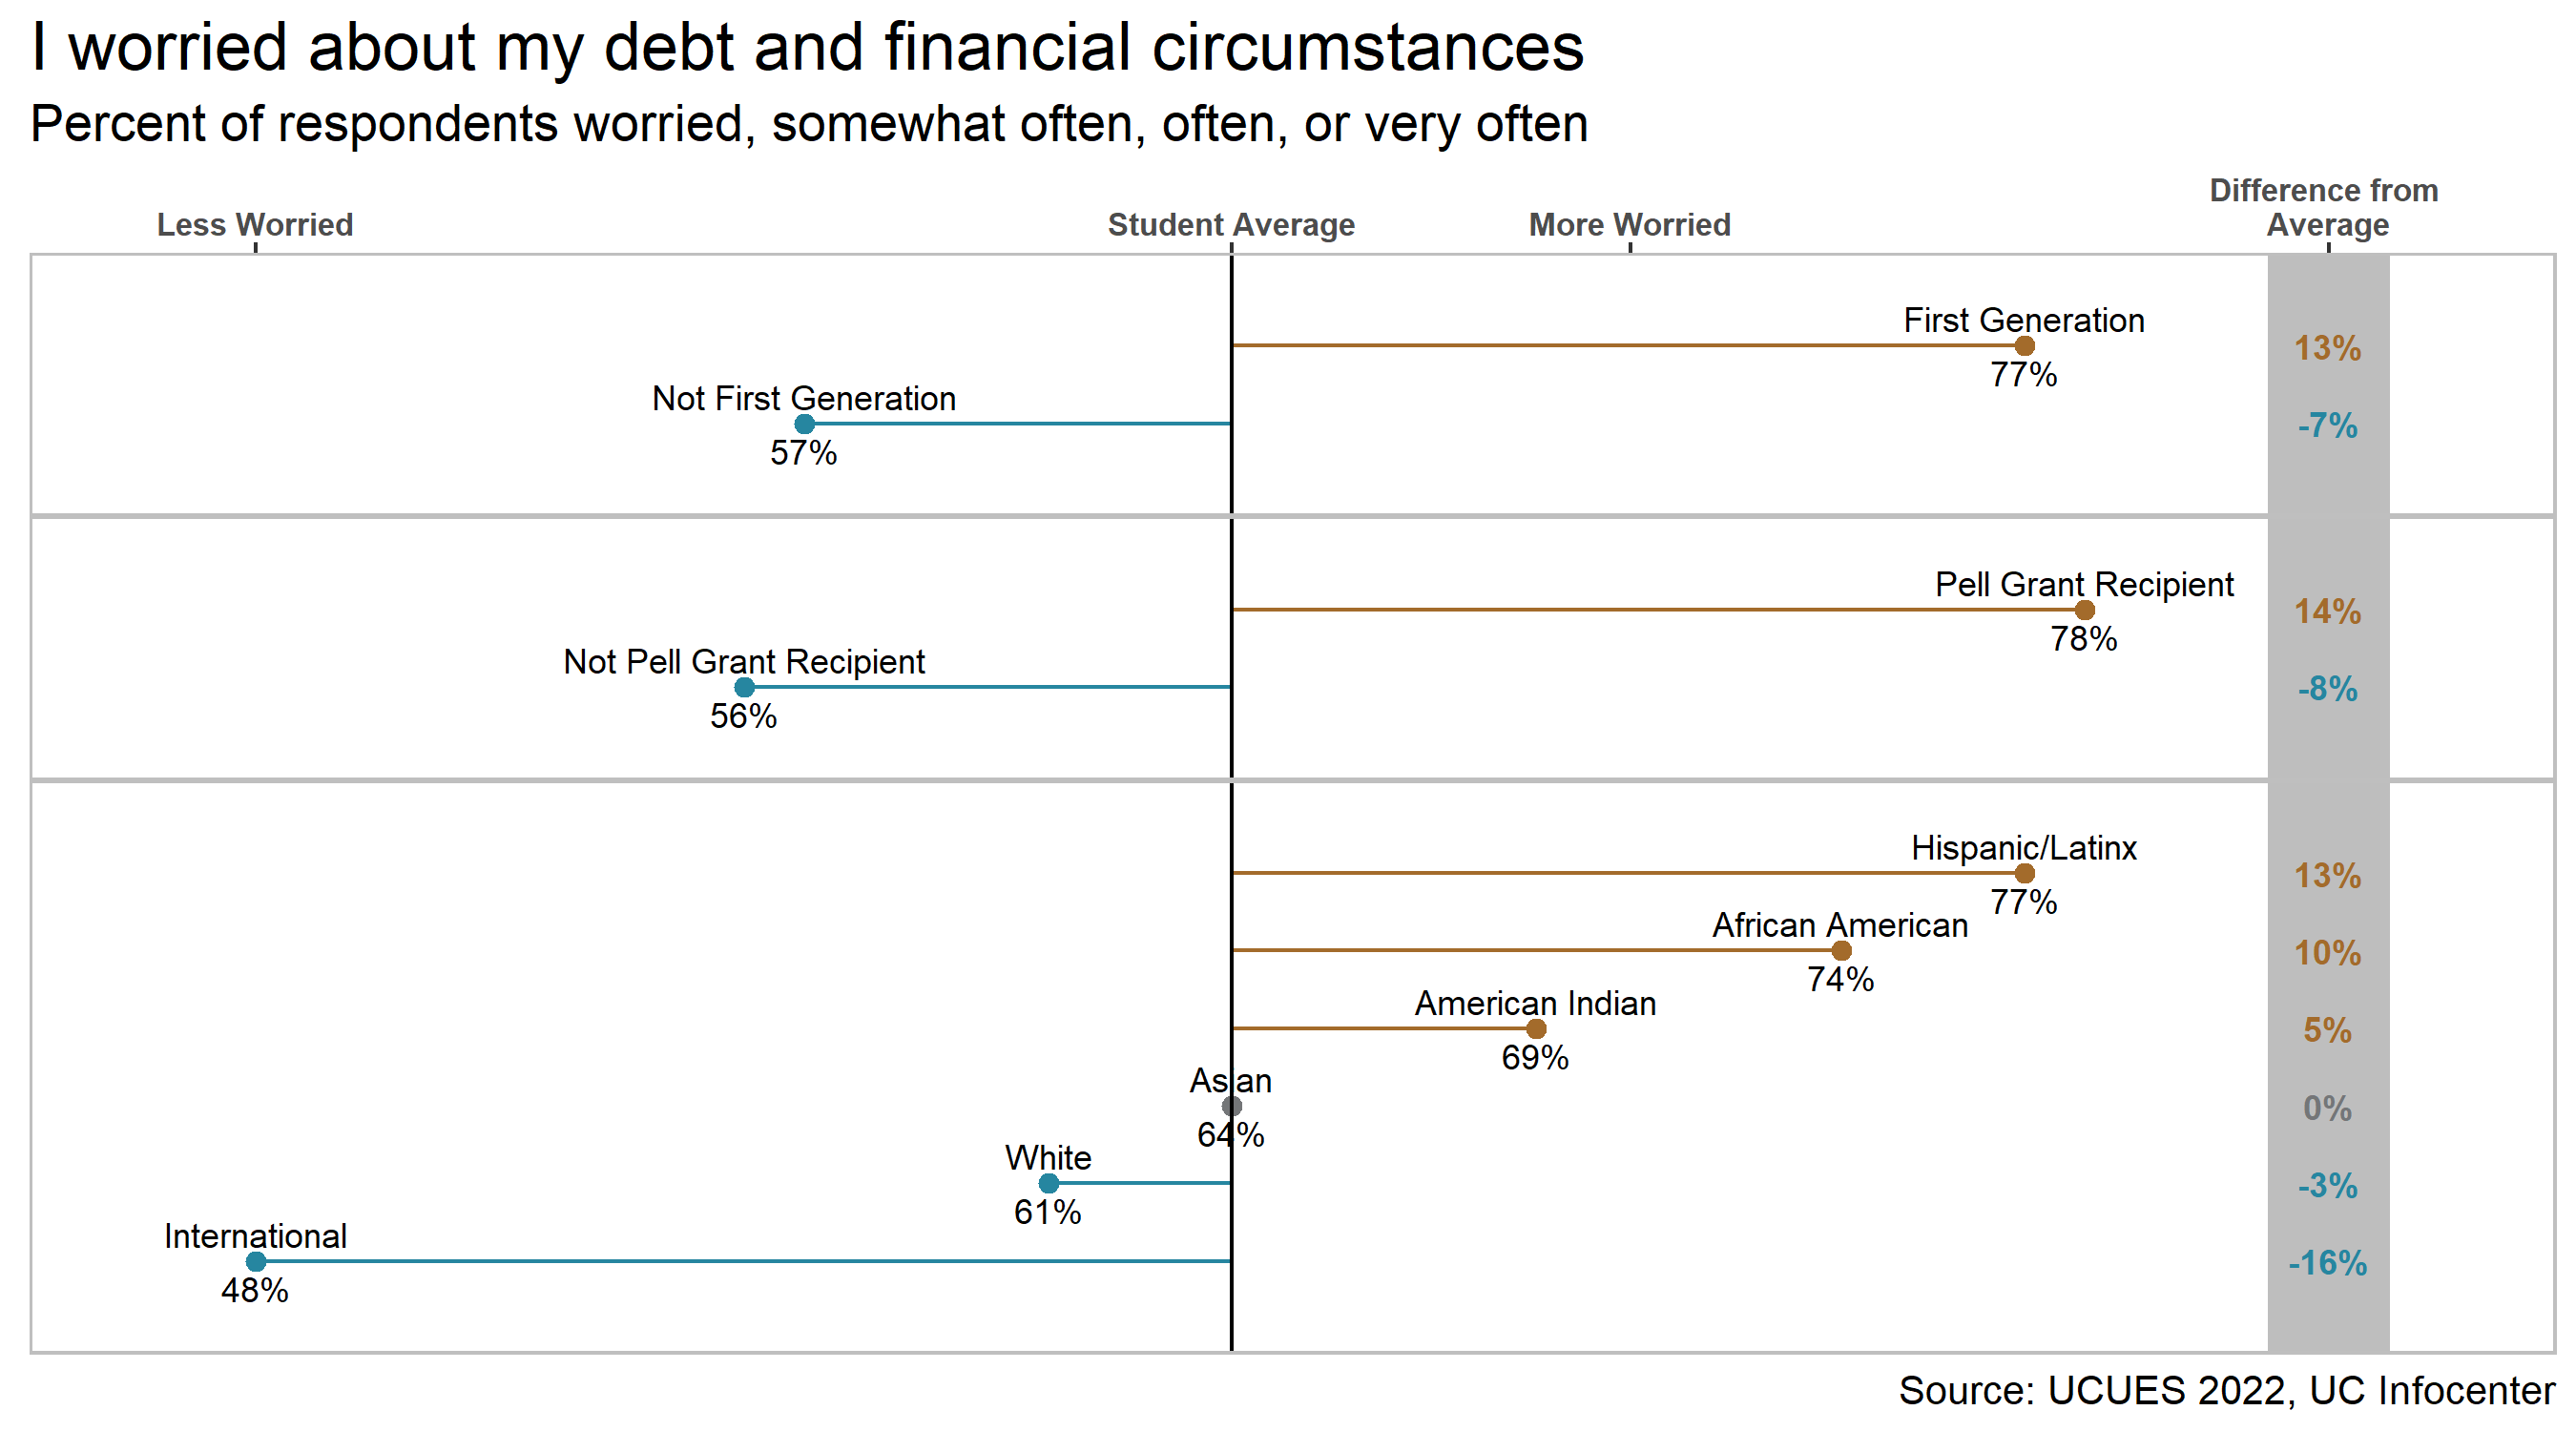 I worried about my debt and financial circumstances
Percent of respondents worried, somewhat often, often, or very often
Less Worried
Student Average
More Worried
Difference from
Average
First Generation
77%
13%
Not First Generation
57%
-7%
Pell Grant Recipient
78%
14%
Not Pell Grant Recipient
56%
-8%
Hispanic/Latinx
77%
13%
African American
74%
10%
American Indian
69%
5%
Asian
64%
0%
White
61%
-3%
International
48%
-16%
Source: UCUES 2022, UC Infocenter